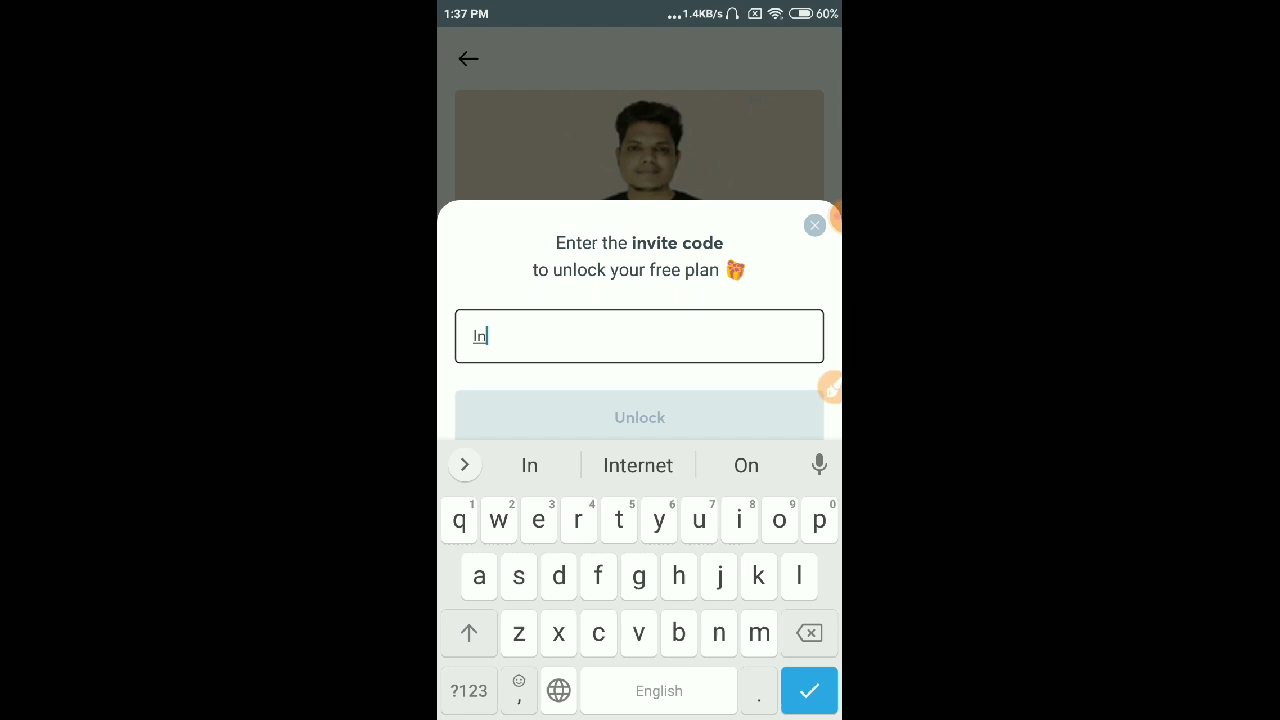 1:37 PM ...1.4KB/s 60%
Enter the invite code
to unlock your free plan
In
Unlock
In Internet On
q 1 w 2 e 3 r 4 t 5 y 6 u 7 i 8 o 9 p 0
a s d f g h j k l
z x c v b n m
?123 , English .